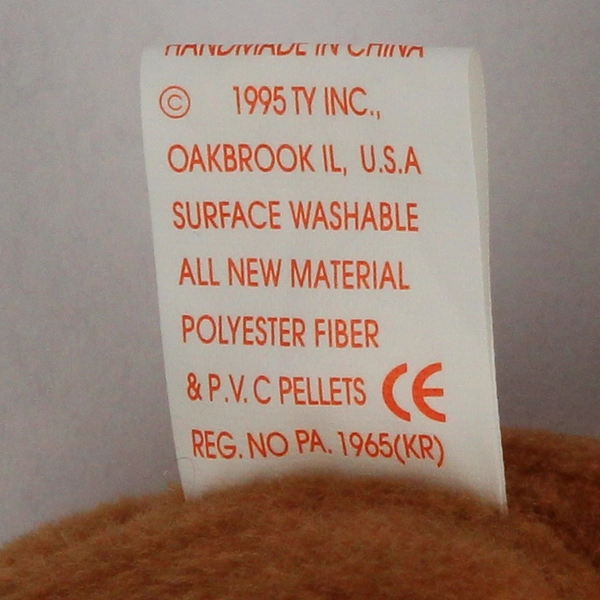 HANDMADE IN CHINA
© 1995 TY INC.,
OAKBROOK IL, U.S.A
SURFACE WASHABLE
ALL NEW MATERIAL
POLYESTER FIBER
& P.V.C PELLETS CE
REG. NO PA. 1965(KR)